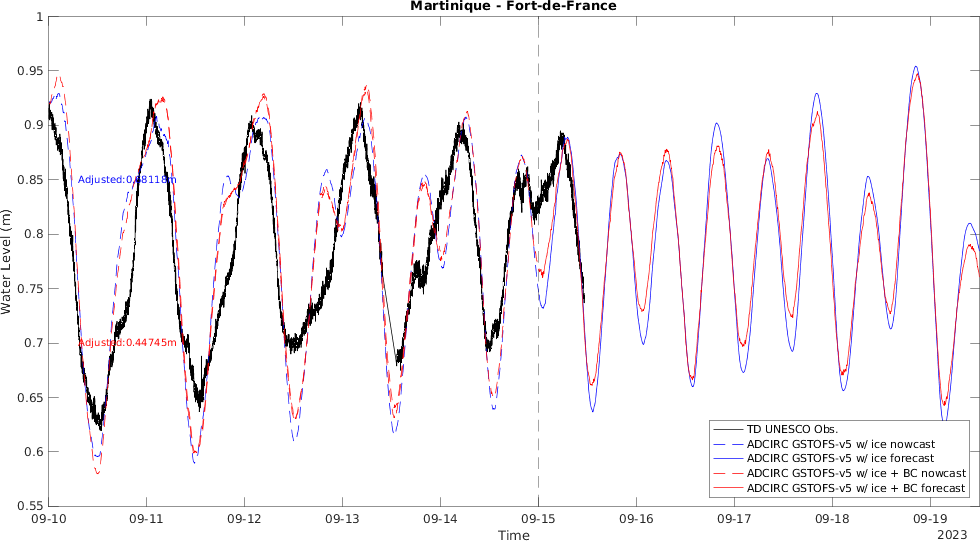 Martinique - Fort-de-France
1
0.95
0.9
0.85
0.8
0.75
0.7
0.65
0.6
0.55
Water Level (m)
Adjusted:0.68118m
Adjusted:0.44745m
TD UNESCO Obs.
ADCIRC GSTOFS-v5 w/ ice nowcast
ADCIRC GSTOFS-v5 w/ ice forecast
ADCIRC GSTOFS-v5 w/ ice + BC nowcast
ADCIRC GSTOFS-v5 w/ ice + BC forecast
09-10 09-11 09-12 09-13 09-14 09-15 09-16 09-17 09-18 09-19
Time
2023